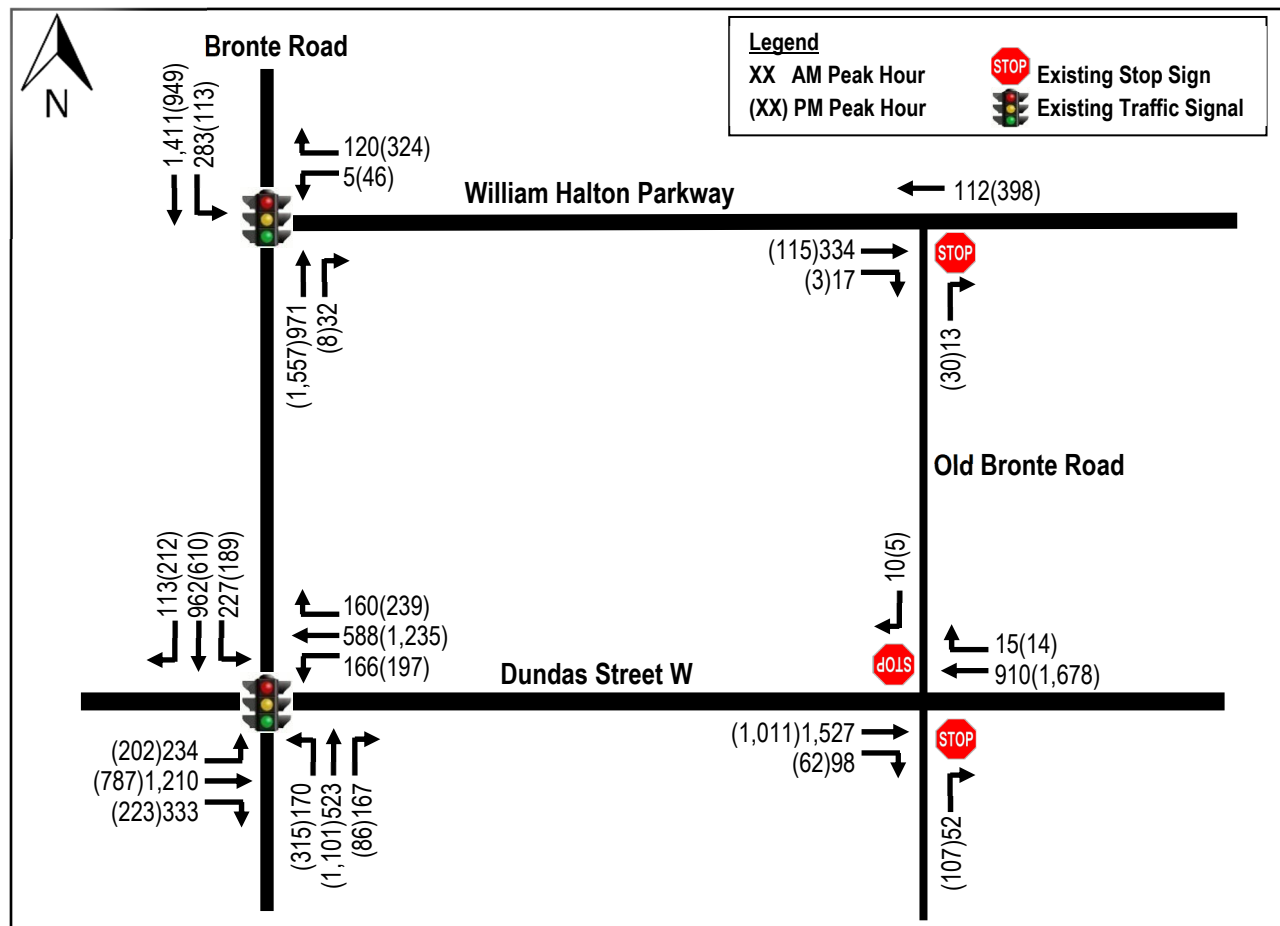 Bronte Road
N
Legend
XX AM Peak Hour
(XX) PM Peak Hour
STOP Existing Stop Sign
Existing Traffic Signal
1,411(949)
283(113)
120(324)
5(46)
William Halton Parkway
112(398)
(115)334
(3)17
STOP
(1,557)971
(8)32
(30)13
Old Bronte Road
113(212)
962(610)
227(189)
160(239)
588(1,235)
166(197)
Dundas Street W
10(5)
STOP
15(14)
910(1,678)
(202)234
(787)1,210
(223)333
(315)170
(1,101)523
(86)167
(1,011)1,527
(62)98
STOP
(107)52